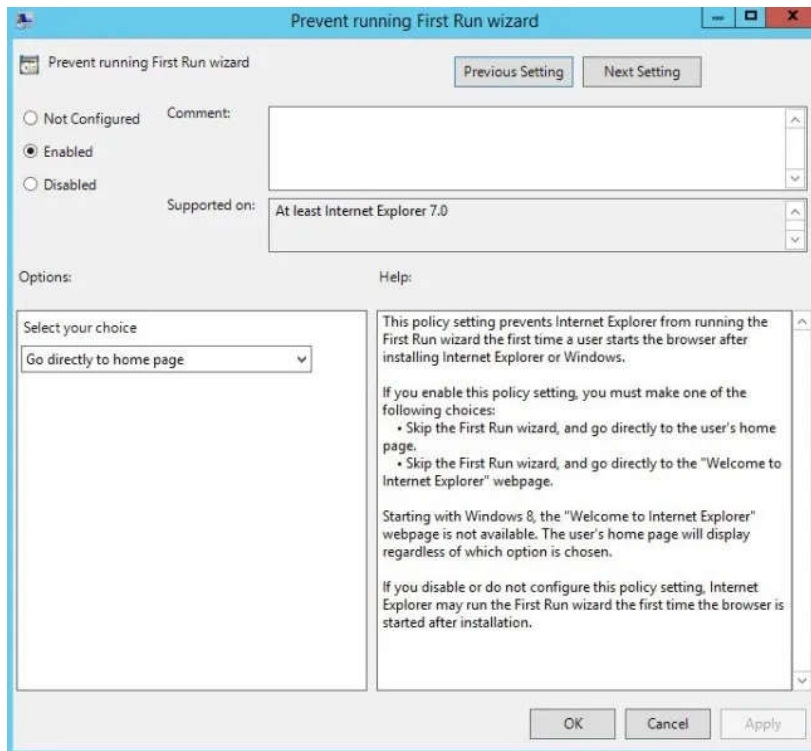 Prevent running First Run wizard
Prevent running First Run wizard
Previous Setting
Next Setting
Not Configured
Comment:
Enabled
Disabled
Supported on:
At least Internet Explorer 7.0
Options:
Help:
Select your choice
Go directly to home page
This policy setting prevents Internet Explorer from running the
First Run wizard the first time a user starts the browser after
installing Internet Explorer or Windows.
If you enable this policy setting, you must make one of the
following choices:
• Skip the First Run wizard, and go directly to the user's home
page.
• Skip the First Run wizard, and go directly to the "Welcome to
Internet Explorer" webpage.
Starting with Windows 8, the "Welcome to Internet Explorer"
webpage is not available. The user's home page will display
regardless of which option is chosen.
If you disable or do not configure this policy setting, Internet
Explorer may run the First Run wizard the first time the browser is
started after installation.
OK
Cancel
Apply